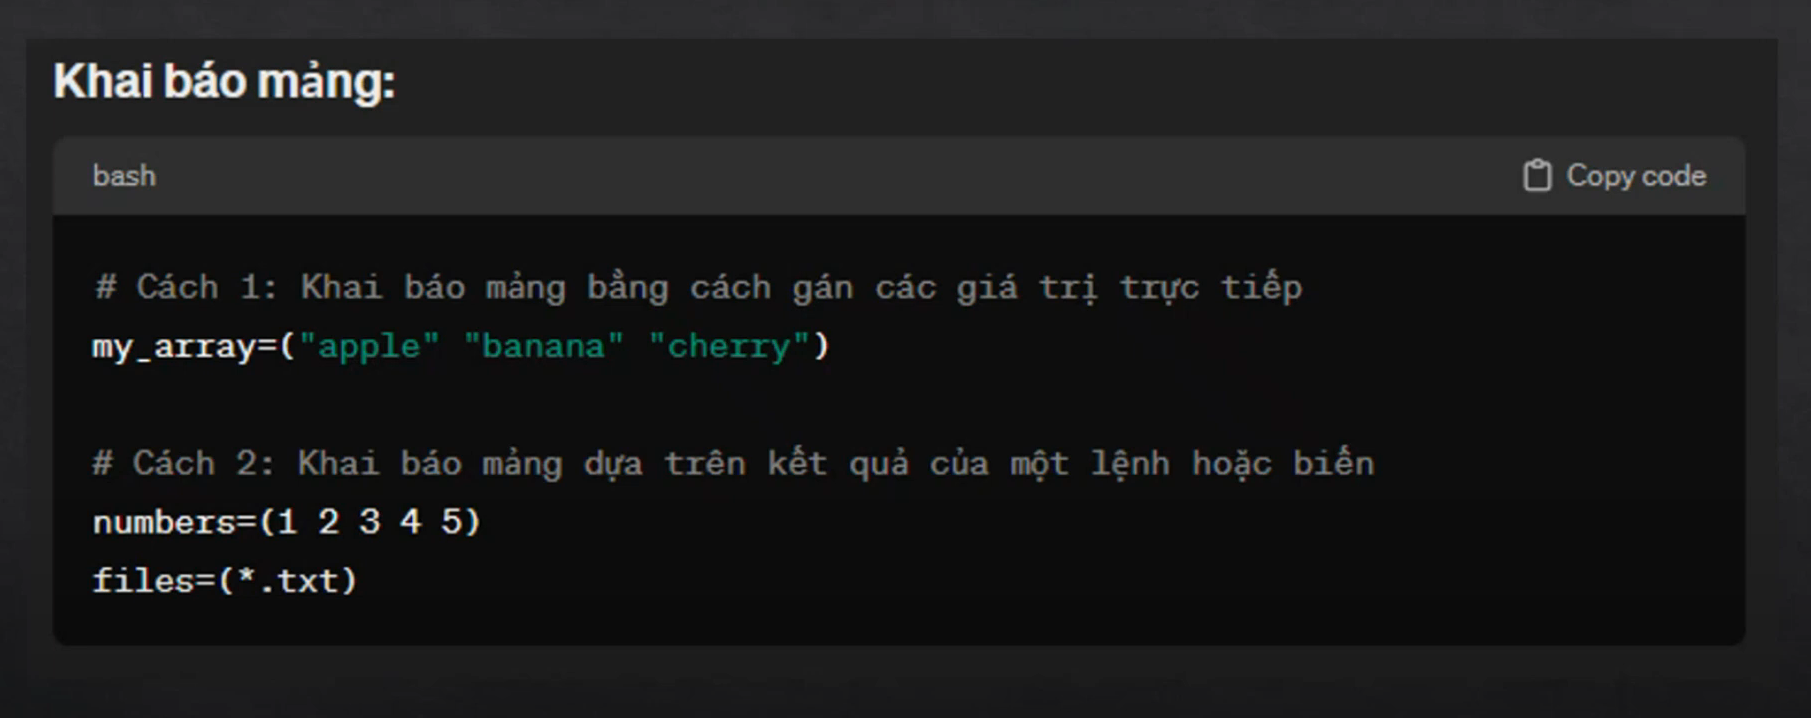 Khai báo mảng:
bash
Copy code
# Cách 1: Khai báo mảng bằng cách gán các giá trị trực tiếp
my_array=("apple" "banana" "cherry")
# Cách 2: Khai báo mảng dựa trên kết quả của một lệnh hoặc biến
numbers=(1 2 3 4 5)
files=(*.txt)